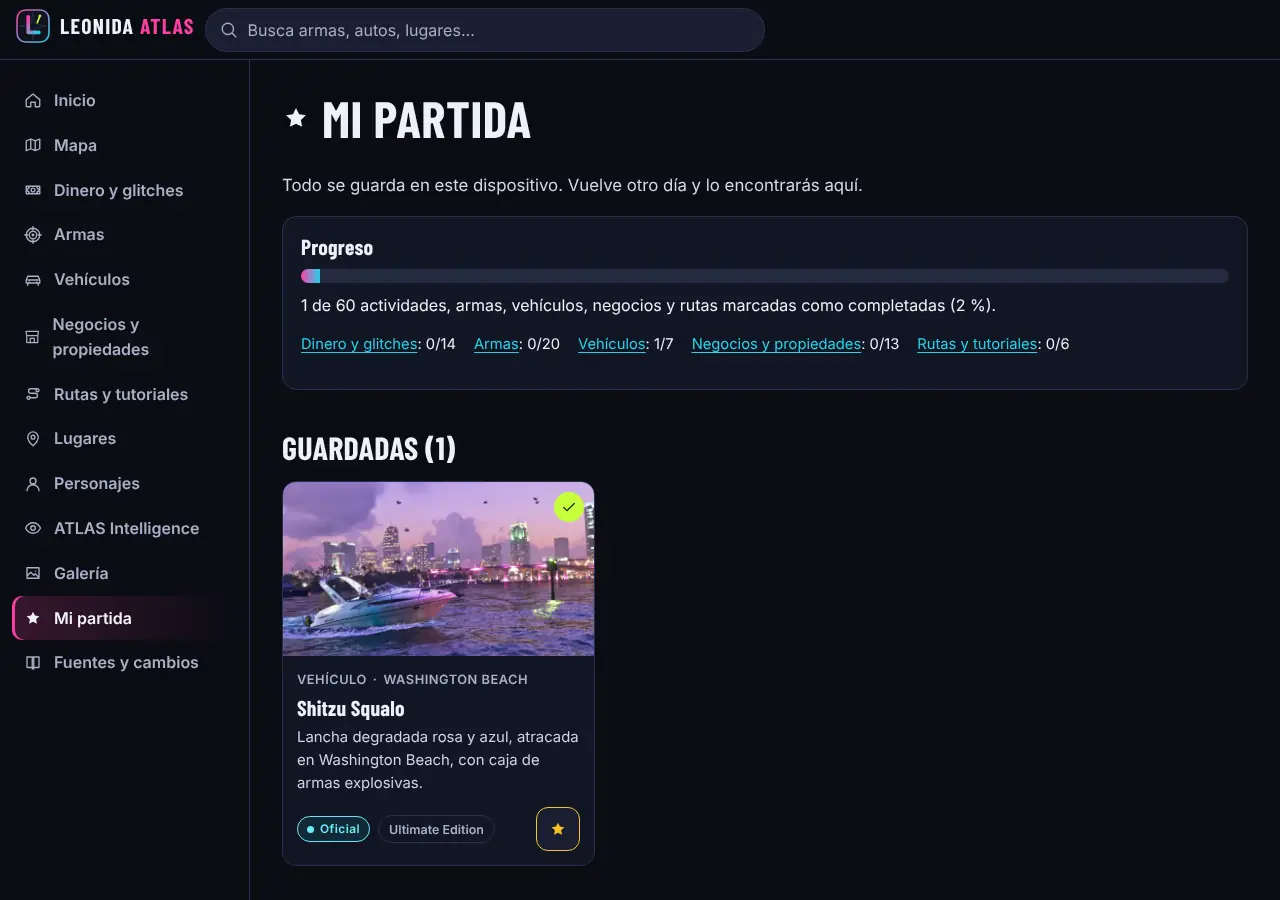 LEONIDA ATLAS
Busca armas, autos, lugares...
Inicio
Mapa
Dinero y glitches
Armas
Vehículos
Negocios y
propiedades
Rutas y tutoriales
Lugares
Personajes
ATLAS Intelligence
Galería
Mi partida
Fuentes y cambios
MI PARTIDA
Todo se guarda en este dispositivo. Vuelve otro día y lo encontrarás aquí.
Progreso
1 de 60 actividades, armas, vehículos, negocios y rutas marcadas como completadas (2 %).
Dinero y glitches: 0/14 Armas: 0/20 Vehículos: 1/7 Negocios y propiedades: 0/13 Rutas y tutoriales: 0/6
GUARDADAS (1)
VEHÍCULO · WASHINGTON BEACH
Shitzu Squalo
Lancha degradada rosa y azul, atracada
en Washington Beach, con caja de
armas explosivas.
Oficial Ultimate Edition